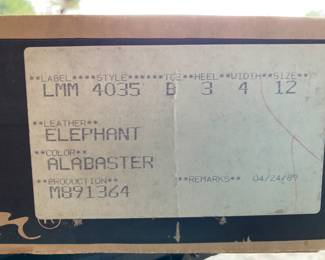 **LABEL****STYLE******TOE**HEEL**WIDTH**SIZE**
LMM 4035 B 3 4 12
**LEATHER**
ELEPHANT
**COLOR**
ALABASTER
**PRODUCTION** **REMARKS** 04/24/89
M891364